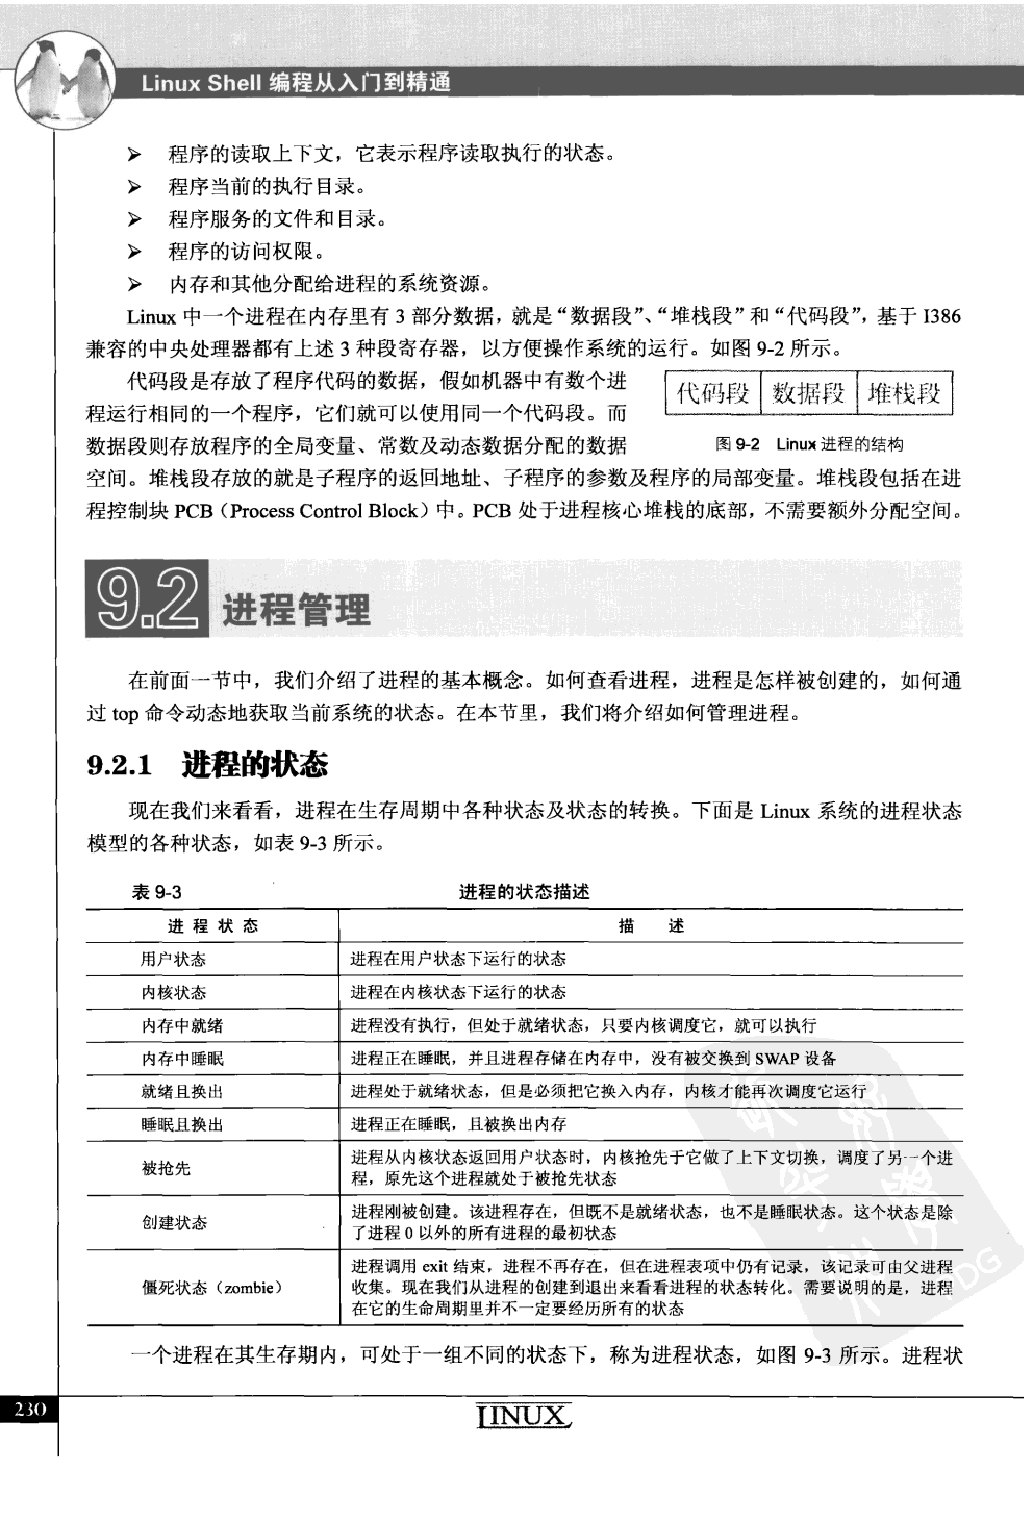 Linux Shell 编程从入门到精通
➢ 程序的读取上下文，它表示程序读取执行的状态。
➢ 程序当前的执行目录。
➢ 程序服务的文件和目录。
➢ 程序的访问权限。
➢ 内存和其他分配给进程的系统资源。
Linux 中一个进程在内存里有 3 部分数据，就是“数据段”、“堆栈段”和“代码段”，基于 I386
兼容的中央处理器都有上述 3 种段寄存器，以方便操作系统的运行。如图 9-2 所示。
代码段是存放了程序代码的数据，假如机器中有数个进
程运行相同的一个程序，它们就可以使用同一个代码段。而
数据段则存放程序的全局变量、常数及动态数据分配的数据
代码段 数据段 堆栈段
图 9-2 Linux 进程的结构
空间。堆栈段存放的就是子程序的返回地址、子程序的参数及程序的局部变量。堆栈段包括在进
程控制块 PCB（Process Control Block）中。PCB 处于进程核心堆栈的底部，不需要额外分配空间。
9.2 进程管理
在前面一节中，我们介绍了进程的基本概念。如何查看进程，进程是怎样被创建的，如何通
过 top 命令动态地获取当前系统的状态。在本节里，我们将介绍如何管理进程。
9.2.1 进程的状态
现在我们来看看，进程在生存周期中各种状态及状态的转换。下面是 Linux 系统的进程状态
模型的各种状态，如表 9-3 所示。
表 9-3 进程的状态描述
进 程 状 态 描 述
用户状态 进程在用户状态下运行的状态
内核状态 进程在内核状态下运行的状态
内存中就绪 进程没有执行，但处于就绪状态，只要内核调度它，就可以执行
内存中睡眠 进程正在睡眠，并且进程存储在内存中，没有被交换到 SWAP 设备
就绪且换出 进程处于就绪状态，但是必须把它换入内存，内核才能再次调度它运行
睡眠且换出 进程正在睡眠，且被换出内存
被抢先 进程从内核状态返回用户状态时，内核抢先于它做了上下文切换，调度了另一个进
程，原先这个进程就处于被抢先状态
创建状态 进程刚被创建。该进程存在，但既不是就绪状态，也不是睡眠状态。这个状态是除
了进程 0 以外的所有进程的最初状态
僵死状态（zombie） 进程调用 exit 结束，进程不再存在，但在进程表项中仍有记录，该记录可由父进程
收集。现在我们从进程的创建到退出来看看进程的状态转化。需要说明的是，进程
在它的生命周期里并不一定要经历所有的状态
一个进程在其生存期内，可处于一组不同的状态下，称为进程状态，如图 9-3 所示。进程状
230
LINUX